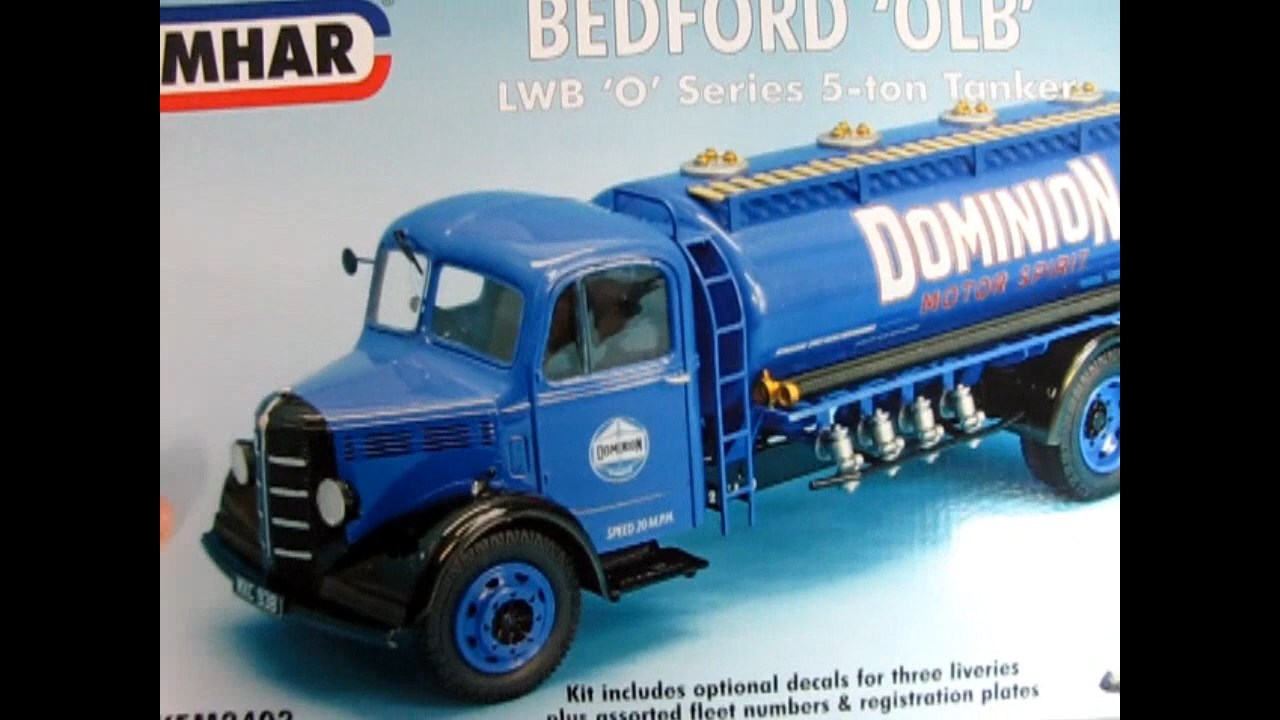 MHAR
BEDFORD ‘OLB’
LWB ‘O’ Series 5-ton Tanker
DOMINION
MOTOR SPIRIT
DOMINION
SPEED 20 M.P.H.
Kit includes optional decals for three liveries
plus assorted fleet numbers & registration plates